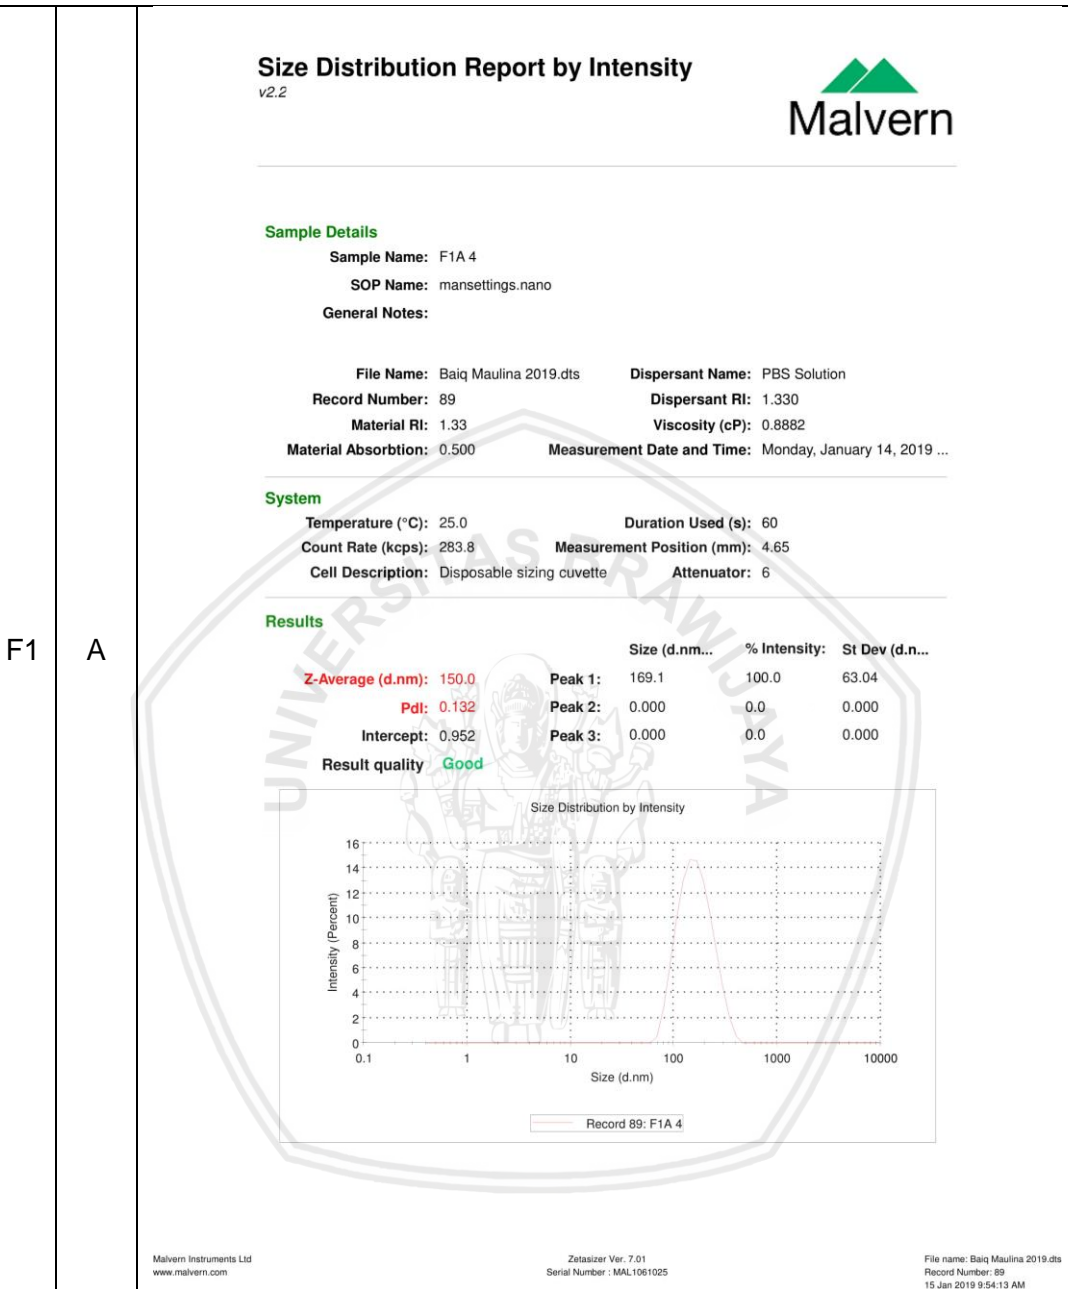 Size Distribution Report by Intensity
v2.2
Malvern
Sample Details
Sample Name: F1A 4
SOP Name: mansettings.nano
General Notes:
File Name: Baiq Maulina 2019.dts Dispersant Name: PBS Solution
Record Number: 89 Dispersant RI: 1.330
Material RI: 1.33 Viscosity (cP): 0.8882
Material Absorbtion: 0.500 Measurement Date and Time: Monday, January 14, 2019 ...
System
Temperature (°C): 25.0 Duration Used (s): 60
Count Rate (kcps): 283.8 Measurement Position (mm): 4.65
Cell Description: Disposable sizing cuvette Attenuator: 6
Results
Size (d.nm... % Intensity: St Dev (d.n...
Z-Average (d.nm): 150.0 Peak 1: 169.1 100.0 63.04
PdI: 0.132 Peak 2: 0.000 0.0 0.000
Intercept: 0.952 Peak 3: 0.000 0.0 0.000
Result quality Good
F1 A
UNIVERSITAS BRAWIJAYA
Size Distribution by Intensity
Intensity (Percent)
16
14
12
10
8
6
4
2
0
0.1 1 10 100 1000 10000
Size (d.nm)
Record 89: F1A 4
Malvern Instruments Ltd
www.malvern.com
Zetasizer Ver. 7.01
Serial Number : MAL1061025
File name: Baiq Maulina 2019.dts
Record Number: 89
15 Jan 2019 9:54:13 AM